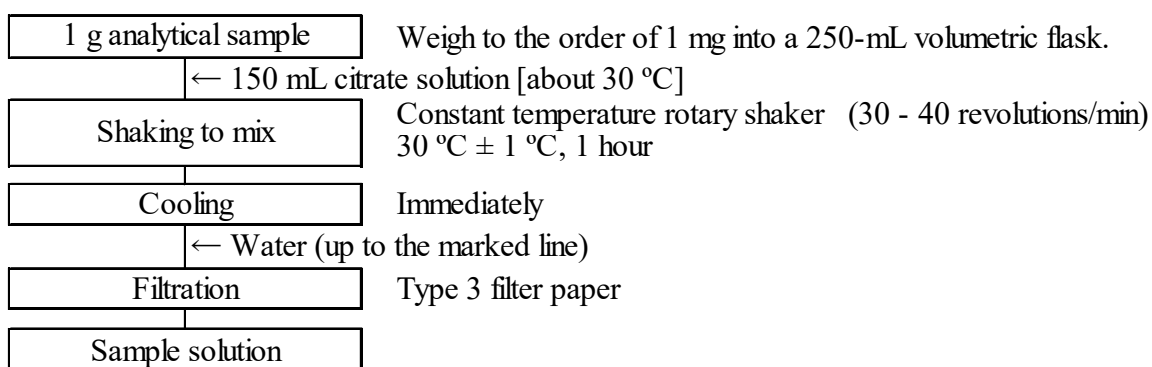 1 g analytical sample Weigh to the order of 1 mg into a 250-mL volumetric flask.
← 150 mL citrate solution [about 30 ºC]
Shaking to mix Constant temperature rotary shaker (30 - 40 revolutions/min)
30 ºC ± 1 ºC, 1 hour
Cooling Immediately
← Water (up to the marked line)
Filtration Type 3 filter paper
Sample solution